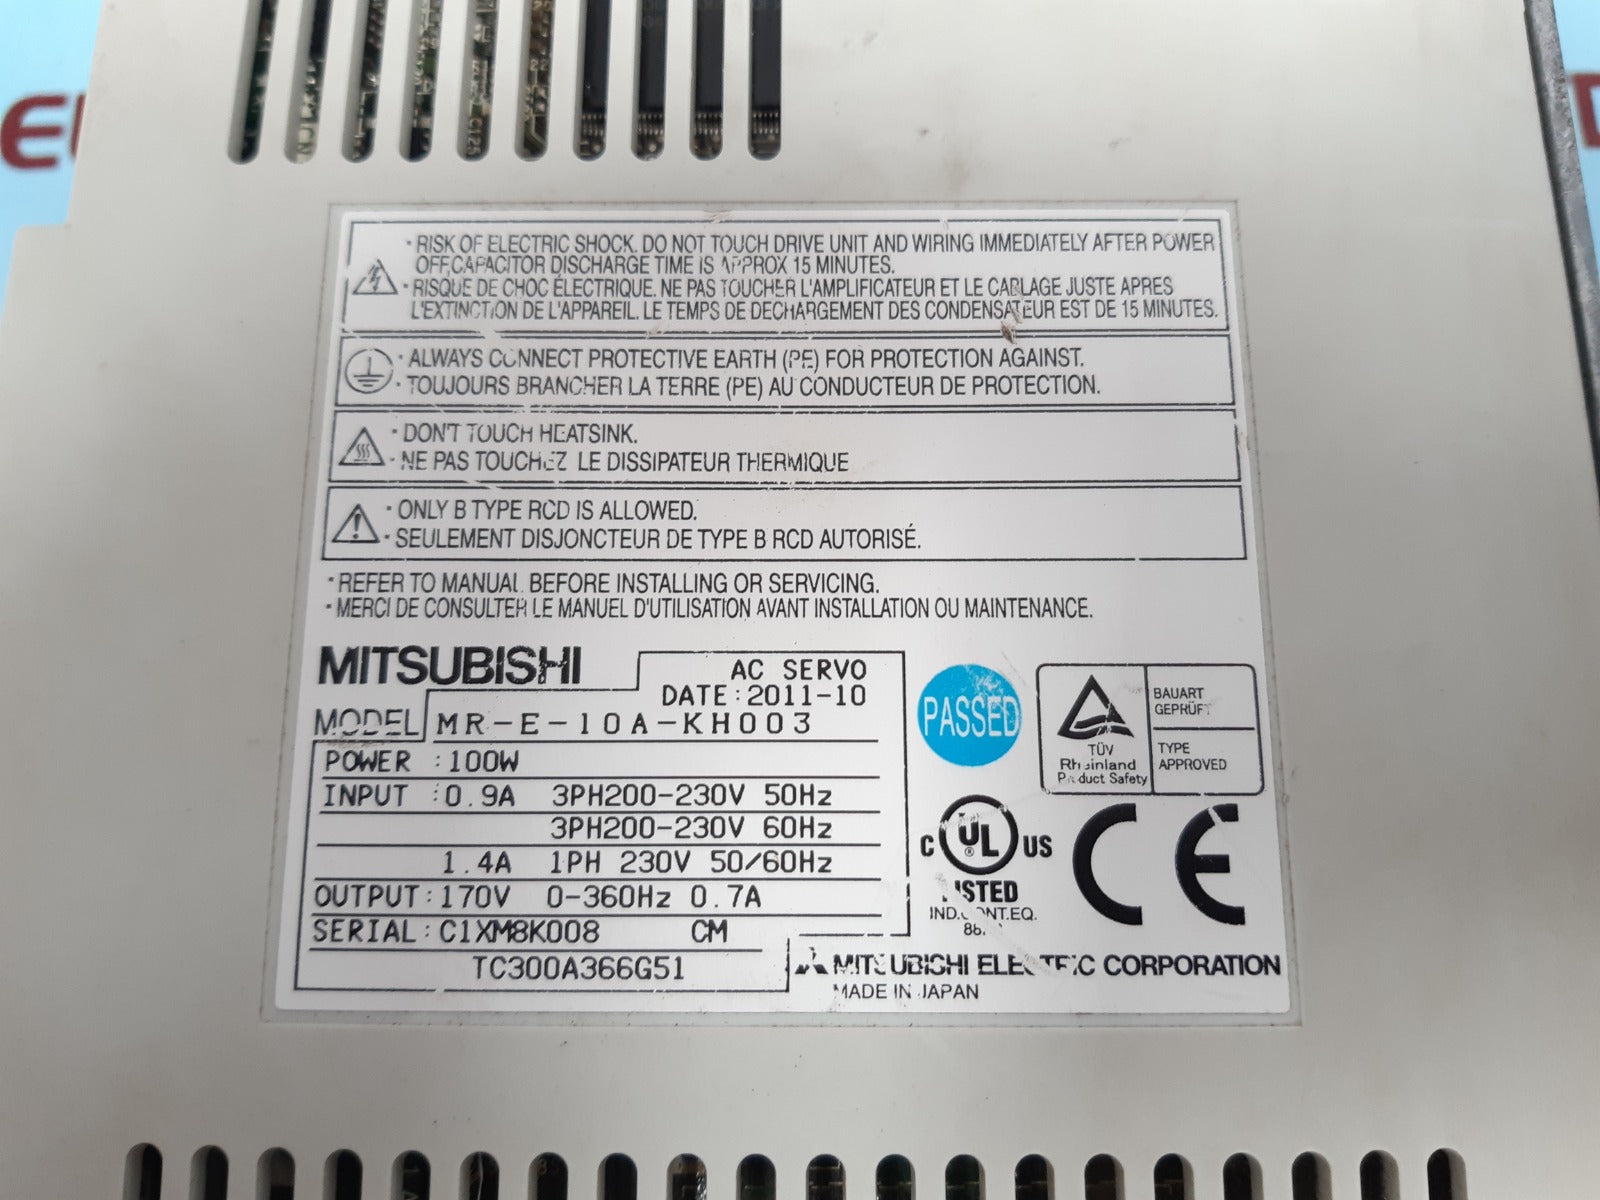 · RISK OF ELECTRIC SHOCK. DO NOT TOUCH DRIVE UNIT AND WIRING IMMEDIATELY AFTER POWER
OFF,CAPACITOR DISCHARGE TIME IS APPROX 15 MINUTES.
· RISQUE DE CHOC ÉLECTRIQUE. NE PAS TOUCHER L'AMPLIFICATEUR ET LE CABLAGE JUSTE APRES
L'EXTINCTION DE L'APPAREIL. LE TEMPS DE DECHARGEMENT DES CONDENSATEUR EST DE 15 MINUTES.
· ALWAYS CONNECT PROTECTIVE EARTH (PE) FOR PROTECTION AGAINST.
· TOUJOURS BRANCHER LA TERRE (PE) AU CONDUCTEUR DE PROTECTION.
· DON'T TOUCH HEATSINK.
· NE PAS TOUCHEZ LE DISSIPATEUR THERMIQUE
· ONLY B TYPE RCD IS ALLOWED.
· SEULEMENT DISJONCTEUR DE TYPE B RCD AUTORISÉ.
· REFER TO MANUAL BEFORE INSTALLING OR SERVICING.
· MERCI DE CONSULTER LE MANUEL D'UTILISATION AVANT INSTALLATION OU MAINTENANCE.
MITSUBISHI AC SERVO
DATE:2011-10
MODEL MR-E-10A-KH003
POWER :100W
INPUT :0.9A 3PH200-230V 50Hz
3PH200-230V 60Hz
1.4A 1PH 230V 50/60Hz
OUTPUT:170V 0-360Hz 0.7A
SERIAL:C1XM8K008 CM
TC300A366G51
PASSED
BAUART
GEPRÜFT
TÜV
Rheinland
Product Safety
TYPE
APPROVED
C UL ® US
LISTED
IND.CONT.EQ.
CE
MITSUBISHI ELECTRIC CORPORATION
MADE IN JAPAN
C125